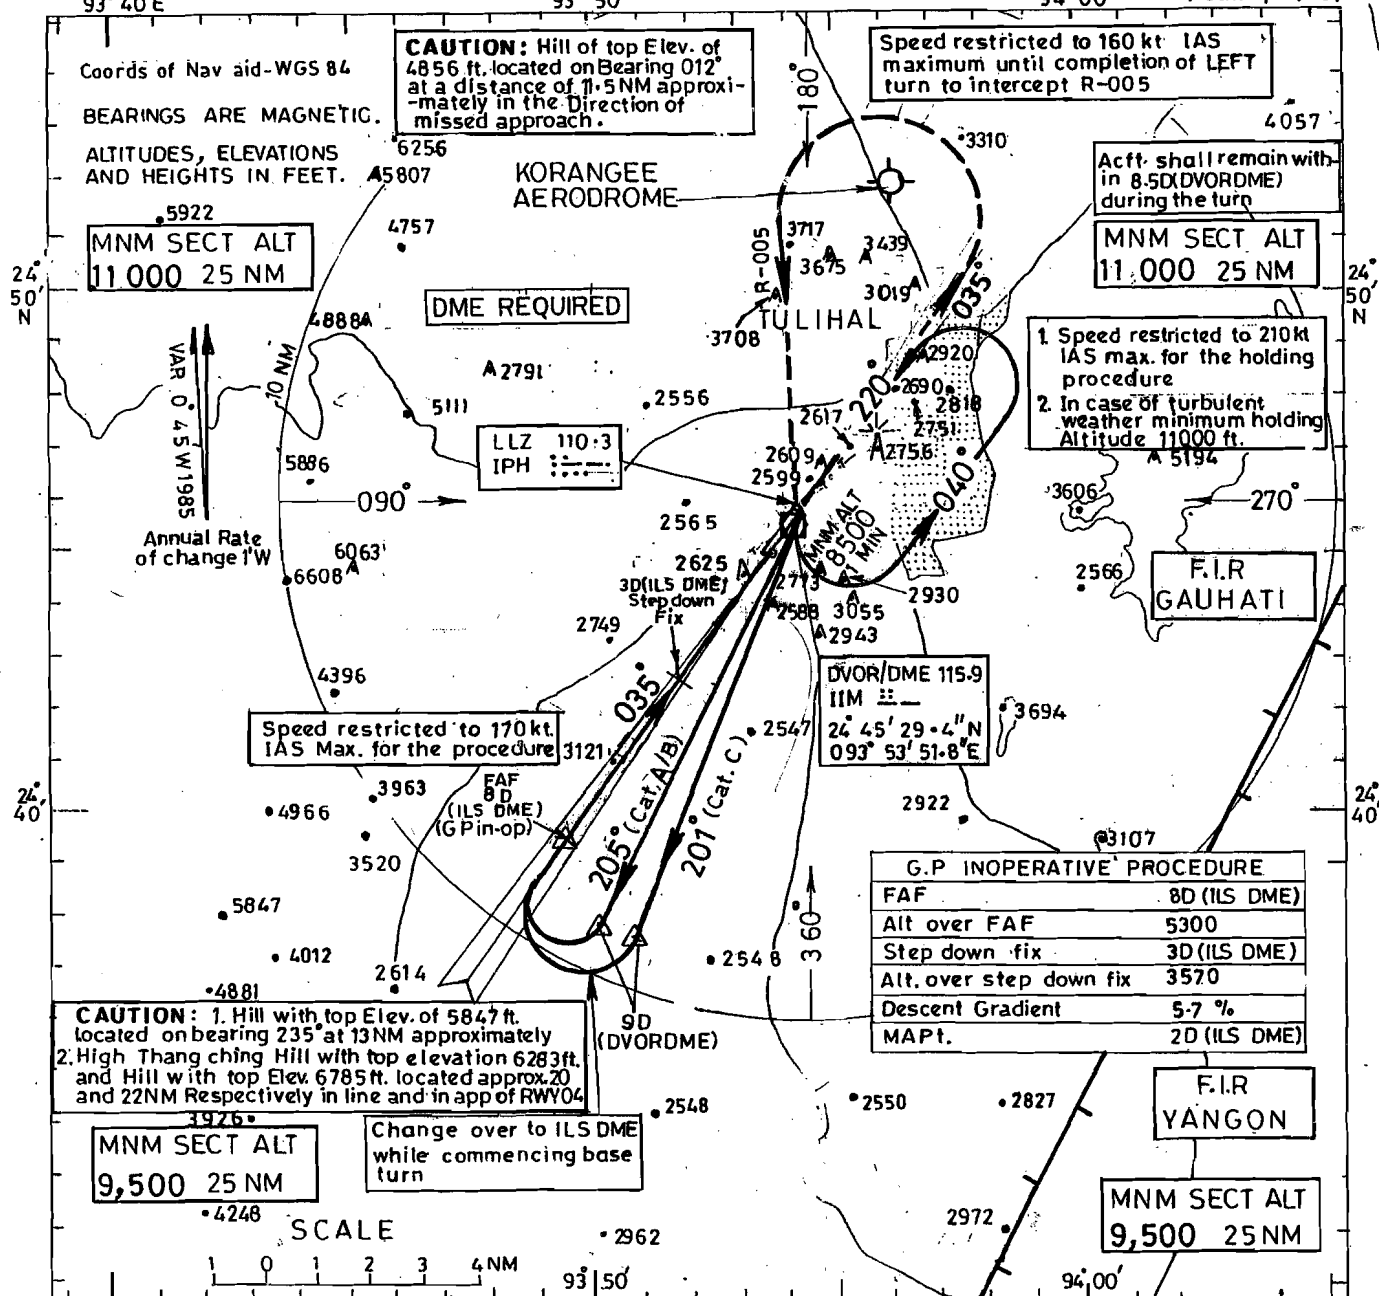 93°40'E
93°50'
94°00'
Coords of Nav aid-WGS 84
BEARINGS ARE MAGNETIC.
ALTITUDES, ELEVATIONS
AND HEIGHTS IN FEET.
CAUTION: Hill of top Elev. of
4856 ft. located on Bearing 012°
at a distance of 11.5NM approxi-
-mately in the Direction of
missed approach.
180°
Speed restricted to 160 kt IAS
maximum until completion of LEFT
turn to intercept R-005
4057
3310
6256
5807
KORANGEE
AERODROME
Acft. shall remain with-
in 8.5D(DVORDME)
during the turn
5922
4757
MNM SECT ALT
11000 25 NM
R-005
3717
3675
3439
3019
035°
MNM SECT ALT
11,000 25 NM
24°
50'
N
24°
50'
N
DME REQUIRED
TULIHAL
3708
4888
VAR 0°45'W 1985
Annual Rate
of change 1'W
10 NM
2791
5111
2556
2617
220°
2920
2690
2818
2751
2756
1. Speed restricted to 210kt
IAS max. for the holding
procedure
2. In case of turbulent
weather minimum holding
Altitude 11000 ft.
5194
LLZ 110.3
IPH
2609
2599
5886
090°
040°
3606
270°
2565
MNM ALT
8500
1 MIN
6063
6608
2625
2773
2930
2588
3055
2943
2566
F.I.R
GAUHATI
3D(ILS DME)
Step down
Fix
2749
4396
035°
DVOR/DME 115.9
IIM
24° 45' 29.4"N
093° 53' 51.8"E
3694
Speed restricted to 170kt.
IAS Max. for the procedure
3121
2547
FAF
8D
(ILS DME)
(GP in-op)
205° (Cat. A/B)
201° (Cat. C)
24°
40'
24°
40'
3963
4966
3520
2922
3107
G.P INOPERATIVE PROCEDURE
FAF 8D (ILS DME)
Alt over FAF 5300
Step down fix 3D (ILS DME)
Alt. over step down fix 3570
Descent Gradient 5.7 %
MAPt. 2D (ILS DME)
5847
4012
2614
4881
2548
360°
9D
(DVORDME)
CAUTION: 1. Hill with top Elev. of 5847 ft.
located on bearing 235° at 13NM approximately
2. High Thang ching Hill with top elevation 6283ft.
and Hill with top Elev. 6785ft. located approx.20
and 22NM Respectively in line and in app of RWY04
3926
2548
2550
2827
F.I.R
YANGON
Change over to ILS DME
while commencing base
turn
MNM SECT ALT
9,500 25 NM
4248
SCALE
1 0 1 2 3 4 NM
2962
2972
MNM SECT ALT
9,500 25 NM
93°50'
94°00'